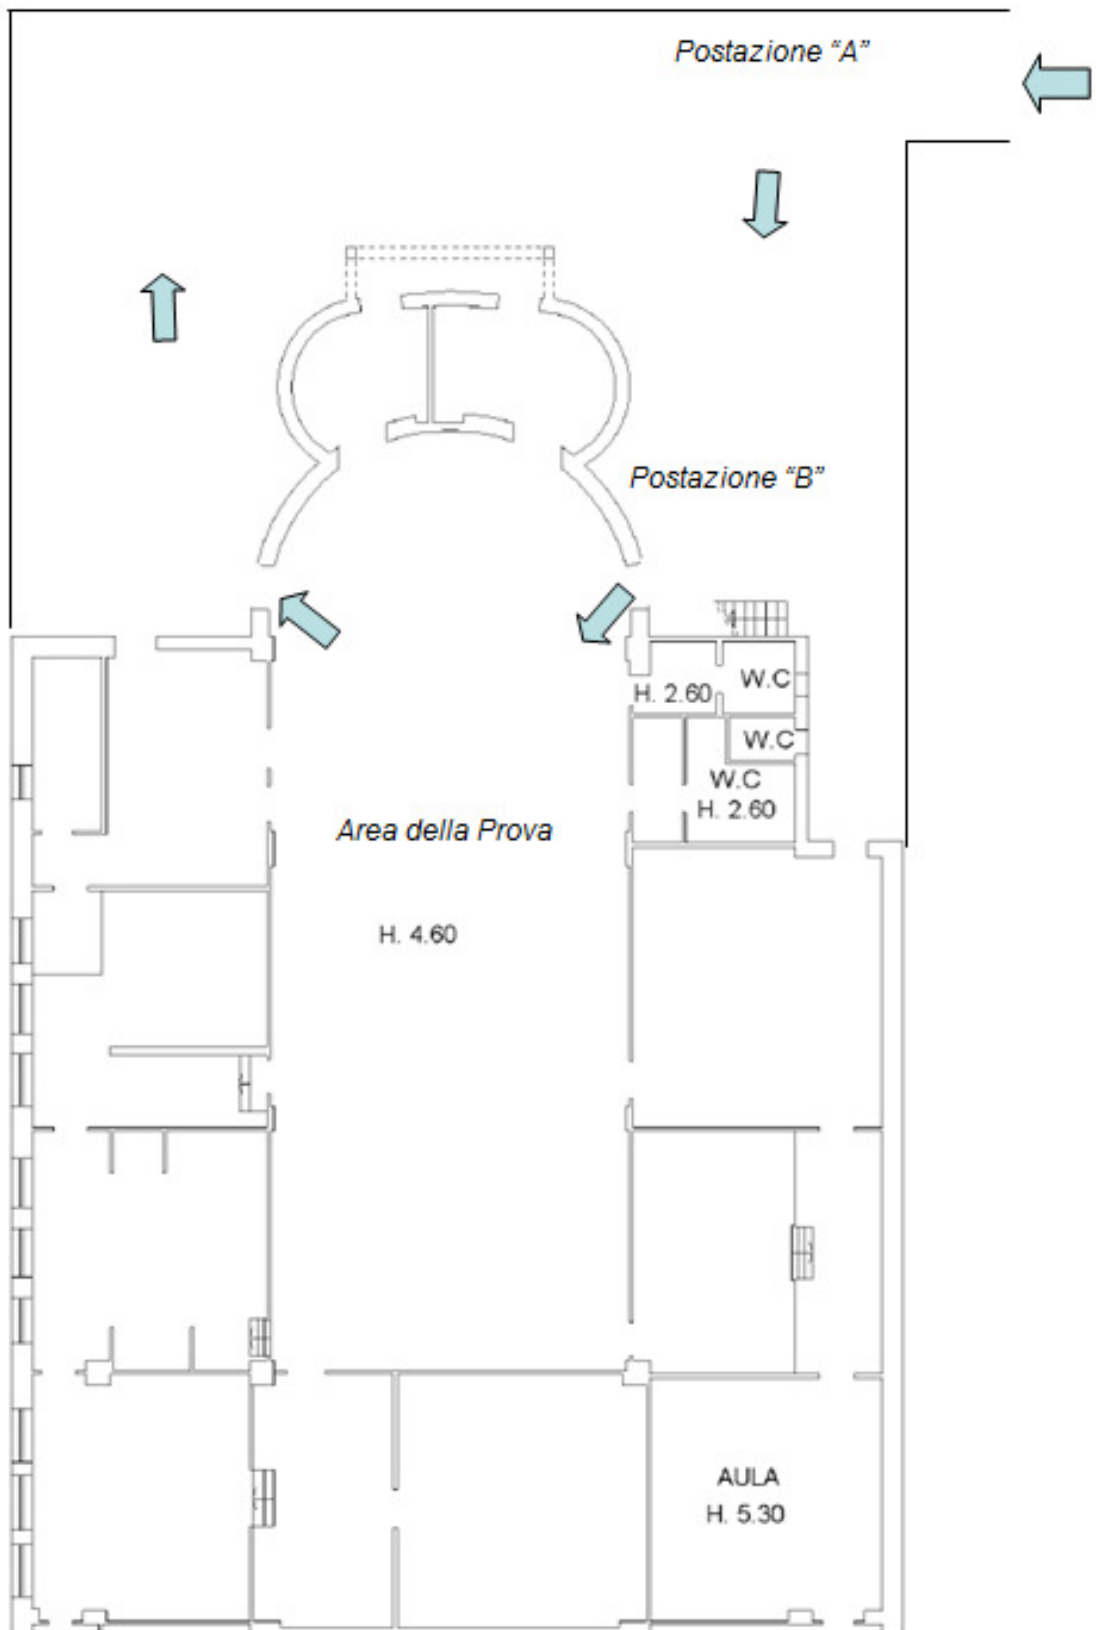 Postazione “A”
Postazione “B”
W.C
H. 2.60
W.C
W.C
H. 2.60
Area della Prova
H. 4.60
AULA
H. 5.30